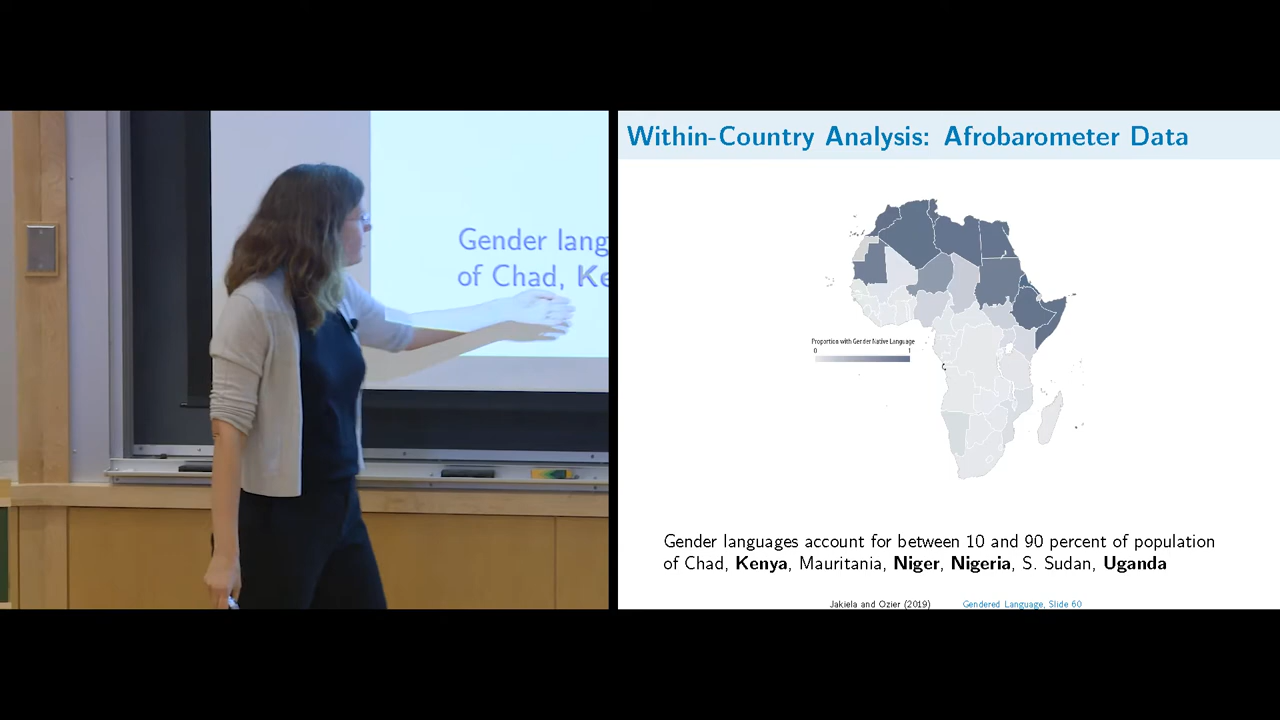 Gender lang
of Chad, Ke
Within-Country Analysis: Afrobarometer Data
Proportion with Gender Native Language
0 1
Gender languages account for between 10 and 90 percent of population
of Chad, Kenya, Mauritania, Niger, Nigeria, S. Sudan, Uganda
Jakiela and Ozier (2019) Gendered Language, Slide 60